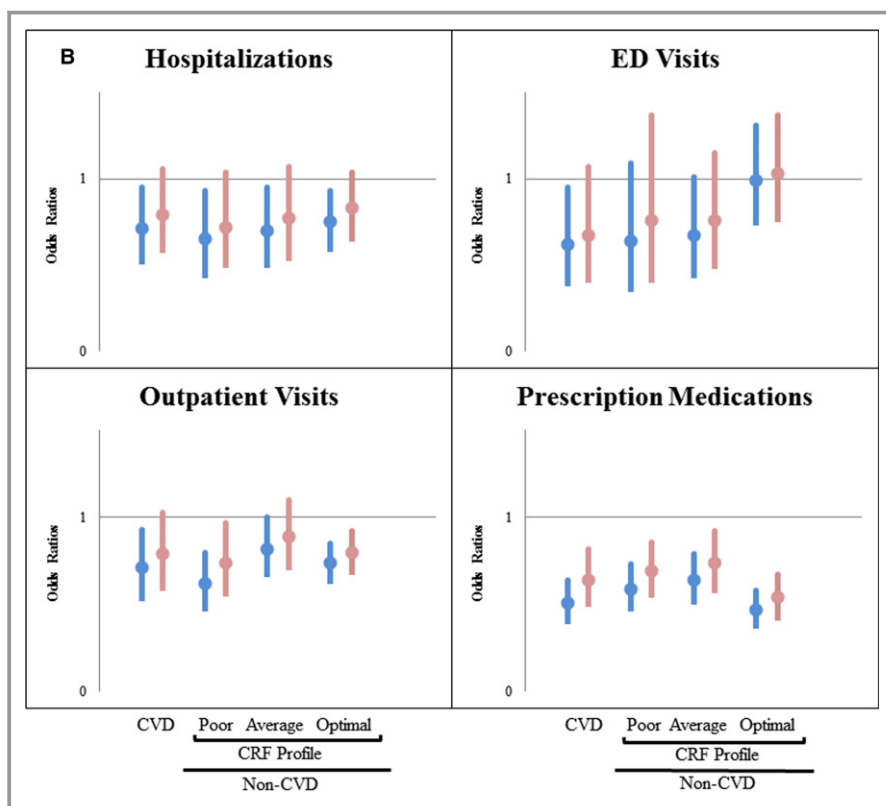 B
Hospitalizations
ED Visits
1
Odds Ratios
0
1
Odds Ratios
0
Outpatient Visits
Prescription Medications
1
Odds Ratios
0
1
Odds Ratios
0
CVD Poor Average Optimal
CRF Profile
Non-CVD
CVD Poor Average Optimal
CRF Profile
Non-CVD